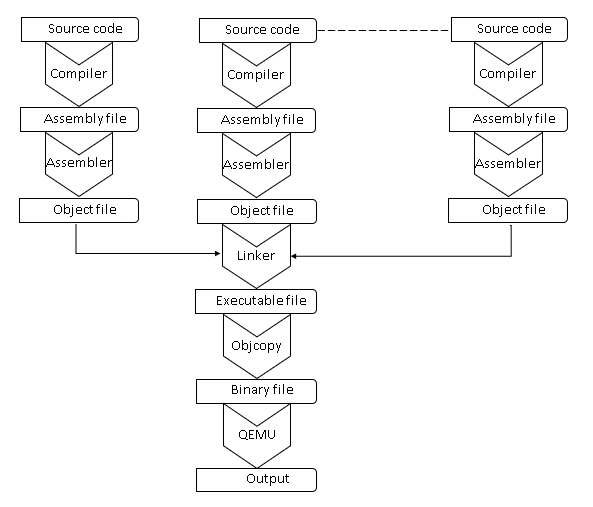 Source code
Source code
Source code
Compiler
Compiler
Compiler
Assembly file
Assembly file
Assembly file
Assembler
Assembler
Assembler
Object file
Object file
Object file
Linker
Executable file
Objcopy
Binary file
QEMU
Output